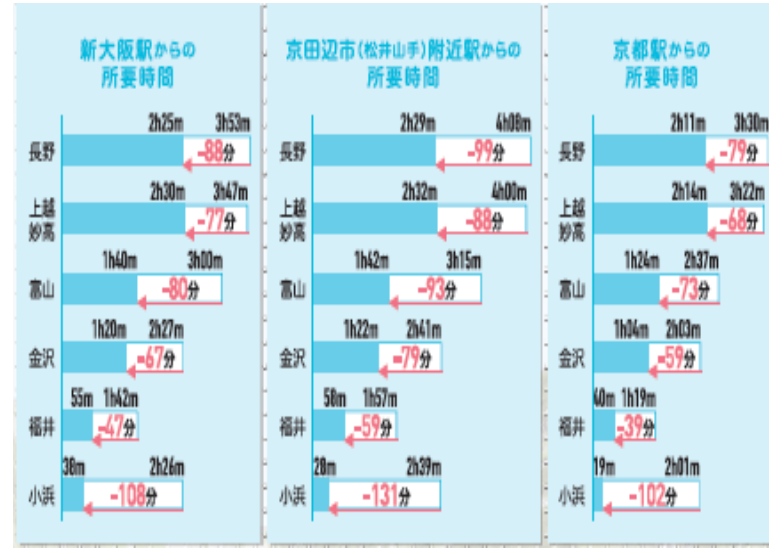 新大阪駅からの
所要時間
2h25m 3h53m
長野 -88分
2h30m 3h47m
上越
妙高 -77分
1h40m 3h00m
富山 -80分
1h20m 2h27m
金沢 -67分
55m 1h42m
福井 -47分
38m 2h26m
小浜 -108分
京田辺市(松井山手)附近駅からの
所要時間
2h29m 4h08m
長野 -99分
2h32m 4h00m
上越
妙高 -88分
1h42m 3h15m
富山 -93分
1h22m 2h41m
金沢 -79分
58m 1h57m
福井 -59分
28m 2h39m
小浜 -131分
京都駅からの
所要時間
2h11m 3h30m
長野 -79分
2h14m 3h22m
上越
妙高 -68分
1h24m 2h37m
富山 -73分
1h04m 2h03m
金沢 -59分
40m 1h19m
福井 -39分
19m 2h01m
小浜 -102分